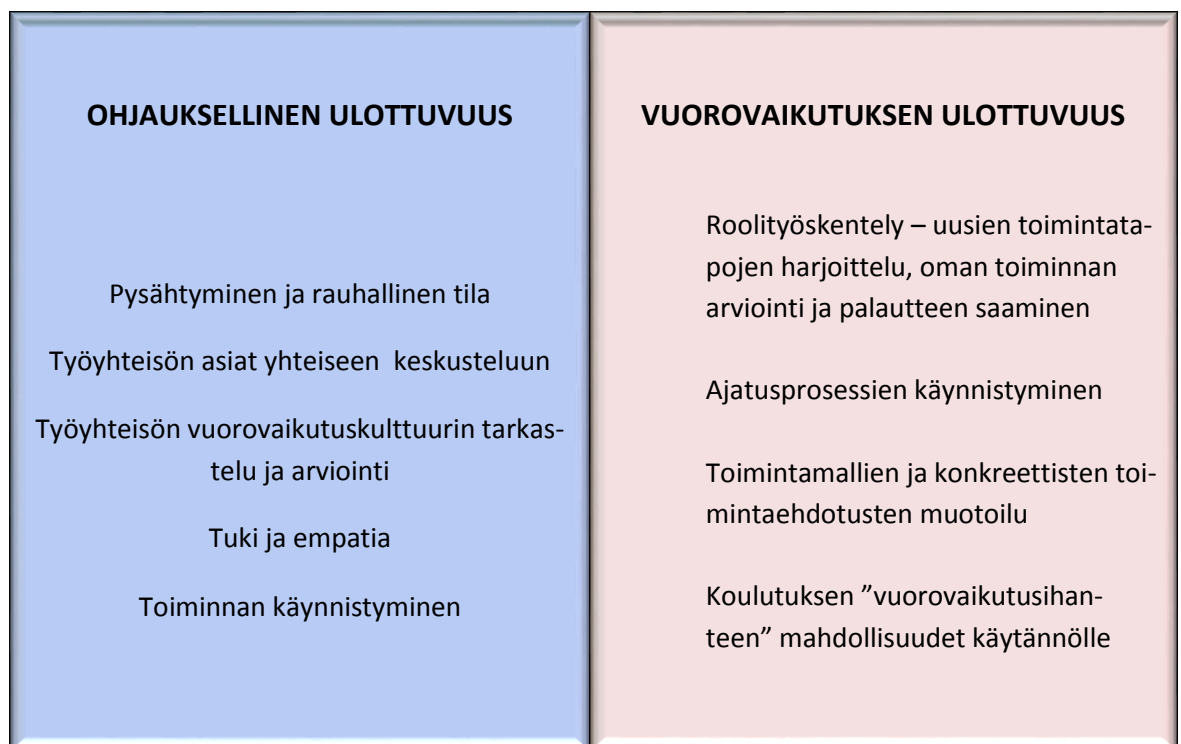 OHJAUKSELLINEN ULOTTUVUUS
Pysähtyminen ja rauhallinen tila
Työyhteisön asiat yhteiseen keskusteluun
Työyhteisön vuorovaikutuskulttuurin tarkas-
telu ja arviointi
Tuki ja empatia
Toiminnan käynnistyminen
VUOROVAIKUTUKSEN ULOTTUVUUS
Roolityöskentely – uusien toimintata-
pojen harjoittelu, oman toiminnan
arviointi ja palautteen saaminen
Ajatusprosessien käynnistyminen
Toimintamallien ja konkreettisten toi-
mintaehdotusten muotoilu
Koulutuksen ”vuorovaikutusihan-
teen” mahdollisuudet käytännölle